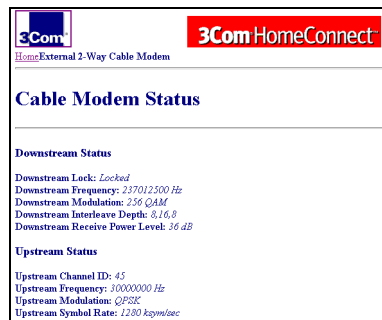 3Com
3Com HomeConnect™
HomeExternal 2-Way Cable Modem
Cable Modem Status
Downstream Status
Downstream Lock: Locked
Downstream Frequency: 237012500 Hz
Downstream Modulation: 256 QAM
Downstream Interleave Depth: 8,16,8
Downstream Receive Power Level: 36 dB
Upstream Status
Upstream Channel ID: 45
Upstream Frequency: 30000000 Hz
Upstream Modulation: QPSK
Upstream Symbol Rate: 1280 ksym/sec